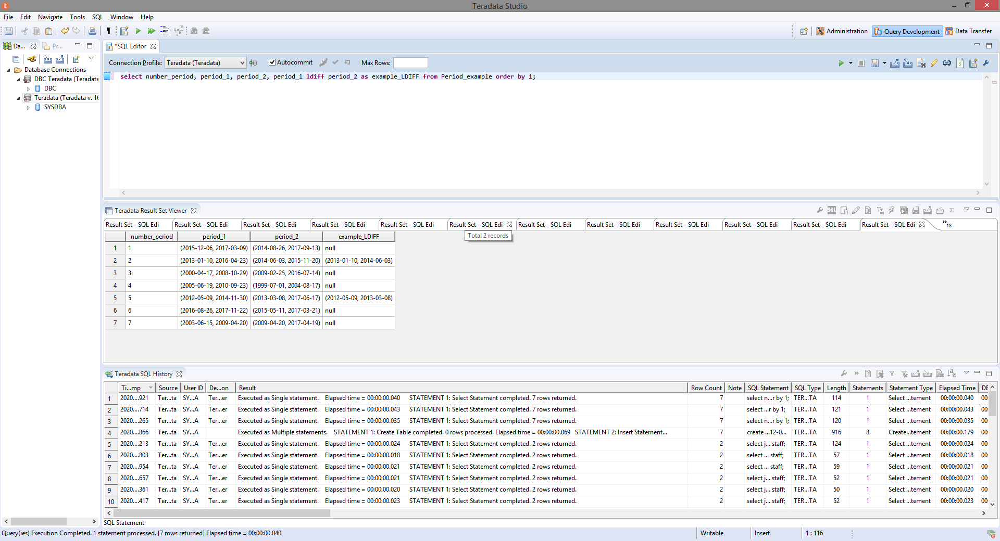 Teradata Studio
File Edit Navigate Tools SQL Window Help
Administration Query Development Data Transfer
Da... Pr...
Database Connections
DBC Teradata (Teradata
DBC
Teradata (Teradata v. 16
SYSDBA
*SQL Editor
Connection Profile: Teradata (Teradata) Autocommit Max Rows:
select number_period, period_1, period_2, period_1 ldiff period_2 as example_LDIFF from Period_example order by 1;
Teradata Result Set Viewer
Result Set - SQL Edi Result Set - SQL Edi Result Set - SQL Edi Result Set - SQL Edi Result Set - SQL Edi Result Set - SQL Edi Result Set - SQL Edi Result Set - SQL Edi Result Set - SQL Edi Result Set - SQL Edi Result Set - SQL Edi Result Set - SQL Edi »18
Total 2 records
number_period period_1 period_2 example_LDIFF
1 1 (2015-12-06, 2017-03-09) (2014-08-26, 2017-09-13) null
2 2 (2013-01-10, 2016-04-23) (2014-06-03, 2015-11-20) (2013-01-10, 2014-06-03)
3 3 (2000-04-17, 2008-10-29) (2009-02-25, 2016-07-14) null
4 4 (2005-06-19, 2010-09-23) (1999-07-01, 2004-08-17) null
5 5 (2012-05-09, 2014-11-30) (2013-03-08, 2017-06-17) (2012-05-09, 2013-03-08)
6 6 (2016-08-26, 2017-11-22) (2015-05-11, 2017-03-21) null
7 7 (2003-06-15, 2009-04-20) (2009-04-20, 2017-04-19) null
Teradata SQL History
Ti...mp Source User ID De...on Result Row Count Note SQL Statement SQL Type Length Statements Statement Type Elapsed Time DE
1 2020....921 Ter...ta SY...A Ter...er Executed as Single statement. Elapsed time = 00:00:00.040 STATEMENT 1: Select Statement completed. 7 rows returned. 7 select n...r by 1; TER...TA 114 1 Select ...tement 00:00:00.040 00:
2 2020....714 Ter...ta SY...A Ter...er Executed as Single statement. Elapsed time = 00:00:00.043 STATEMENT 1: Select Statement completed. 7 rows returned. 7 select ...r by 1; TER...TA 121 1 Select ...tement 00:00:00.043 00:
3 2020....265 Ter...ta SY...A Ter...er Executed as Single statement. Elapsed time = 00:00:00.035 STATEMENT 1: Select Statement completed. 7 rows returned. 7 select n...r by 1; TER...TA 120 1 Select ...tement 00:00:00.035 00:
4 2020....866 Ter...ta SY...A Executed as Multiple statements. STATEMENT 1: Create Table completed. 0 rows processed. Elapsed time = 00:00:00.069 STATEMENT 2: Insert Statement... 7 create ...12-0... TER...TA 916 8 Create...tement 00:00:00.179 00:
5 2020....213 Ter...ta SY...A Ter...er Executed as Single statement. Elapsed time = 00:00:00.024 STATEMENT 1: Select Statement completed. 2 rows returned. 2 select j... staff; TER...TA 124 1 Select ...tement 00:00:00.024 00:
6 2020....803 Ter...ta SY...A Ter...er Executed as Single statement. Elapsed time = 00:00:00.018 STATEMENT 1: Select Statement completed. 2 rows returned. 2 select ... staff; TER...TA 57 1 Select ...tement 00:00:00.018 00:
7 2020....954 Ter...ta SY...A Ter...er Executed as Single statement. Elapsed time = 00:00:00.021 STATEMENT 1: Select Statement completed. 2 rows returned. 2 select ... staff; TER...TA 59 1 Select ...tement 00:00:00.021 00:
8 2020....657 Ter...ta SY...A Ter...er Executed as Single statement. Elapsed time = 00:00:00.021 STATEMENT 1: Select Statement completed. 2 rows returned. 2 select j... staff; TER...TA 52 1 Select ...tement 00:00:00.021 00:
9 2020....361 Ter...ta SY...A Ter...er Executed as Single statement. Elapsed time = 00:00:00.020 STATEMENT 1: Select Statement completed. 2 rows returned. 2 select j... staff; TER...TA 50 1 Select ...tement 00:00:00.020 00:
10 2020....417 Ter...ta SY...A Ter...er Executed as Single statement. Elapsed time = 00:00:00.023 STATEMENT 1: Select Statement completed. 2 rows returned. 2 select j... staff; TER...TA 52 1 Select ...tement 00:00:00.023 00:
SQL Statement
Query(ies) Execution Completed. 1 statement processed. [7 rows returned] Elapsed time = 00:00:00.040 Writable Insert 1 : 116